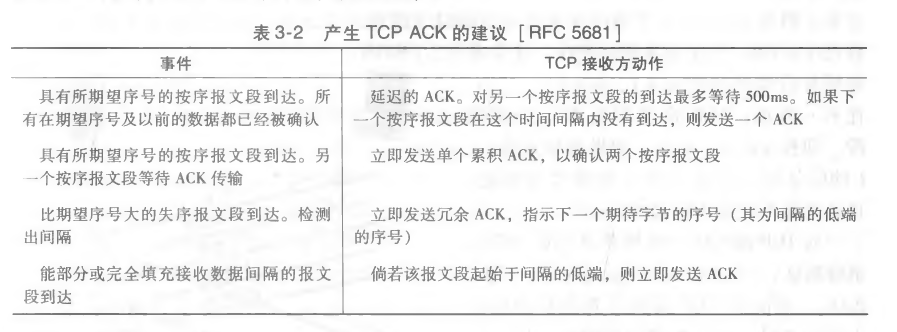 表 3-2 产生 TCP ACK 的建议 [RFC 5681]
事件
TCP 接收方动作
具有所期望序号的按序报文段到达。所
有在期望序号及以前的数据都已经被确认
延迟的 ACK。对另一个按序报文段的到达最多等待 500ms。如果下
一个按序报文段在这个时间间隔内没有到达，则发送一个 ACK
具有所期望序号的按序报文段到达。另
一个按序报文段等待 ACK 传输
立即发送单个累积 ACK，以确认两个按序报文段
比期望序号大的失序报文段到达。检测
出间隔
立即发送冗余 ACK，指示下一个期待字节的序号（其为间隔的低端
的序号）
能部分或完全填充接收数据间隔的报文
段到达
倘若该报文段起始于间隔的低端，则立即发送 ACK